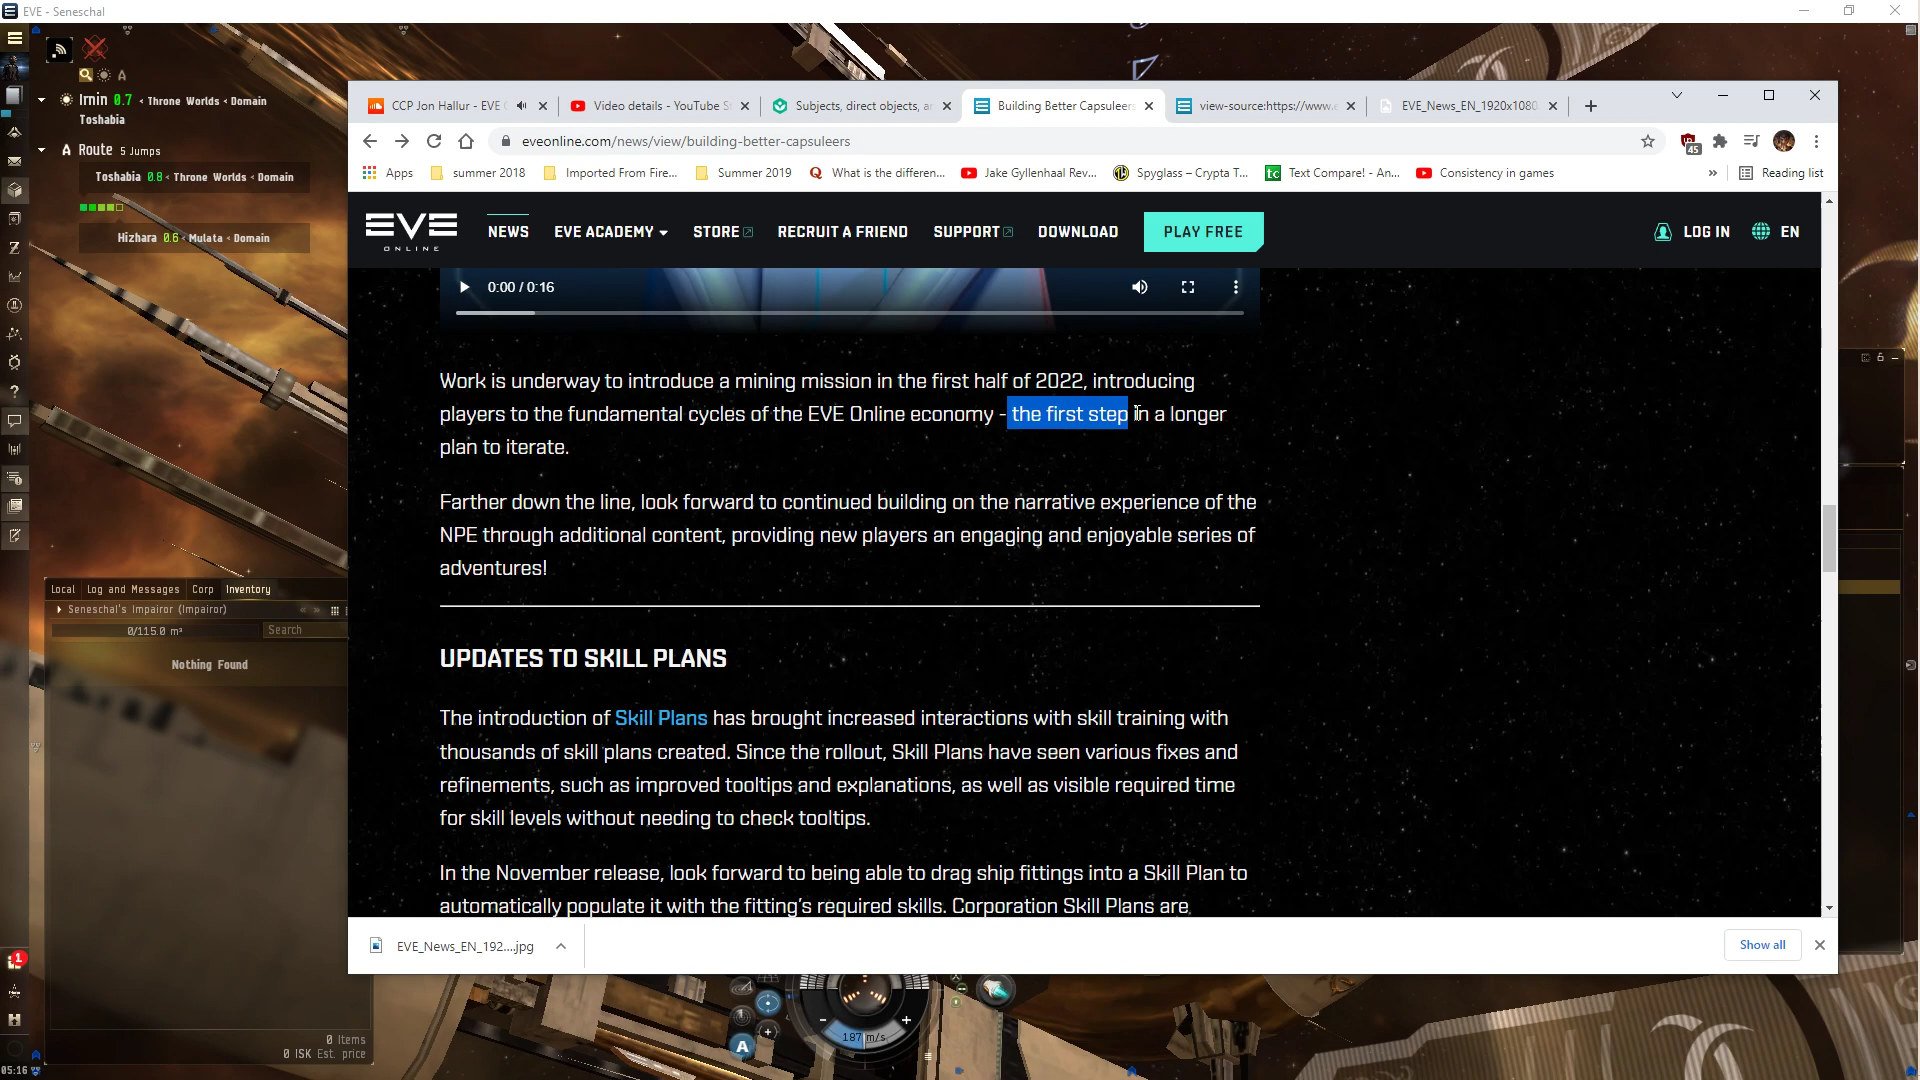 EVE - Seneschal
Irnin 0.7 < Throne Worlds < Domain
Toshabia
Route 5 Jumps
Toshabia 0.8 < Throne Worlds < Domain
Hizhara 0.6 < Mulata < Domain
Local Log and Messages Corp Inventory
Seneschal's Impairor (Impairor)
0/115.0 m³ Search
Nothing Found
0 Items
0 ISK Est. price
1
05:16
CCP Jon Hallur - EVE
Video details - YouTube S
Subjects, direct objects, a
Building Better Capsuleers
view-source:https://www.e
EVE_News_EN_1920x1080
eveonline.com/news/view/building-better-capsuleers
45
Apps
summer 2018
Imported From Fire...
Summer 2019
What is the differen...
Jake Gyllenhaal Rev...
Spyglass – Crypta T...
Text Compare! - An...
Consistency in games
»
Reading list
EVE
ONLINE
NEWS EVE ACADEMY STORE RECRUIT A FRIEND SUPPORT DOWNLOAD PLAY FREE LOG IN EN
0:00 / 0:16
Work is underway to introduce a mining mission in the first half of 2022, introducing
players to the fundamental cycles of the EVE Online economy - the first step in a longer
plan to iterate.
Farther down the line, look forward to continued building on the narrative experience of the
NPE through additional content, providing new players an engaging and enjoyable series of
adventures!
UPDATES TO SKILL PLANS
The introduction of Skill Plans has brought increased interactions with skill training with
thousands of skill plans created. Since the rollout, Skill Plans have seen various fixes and
refinements, such as improved tooltips and explanations, as well as visible required time
for skill levels without needing to check tooltips.
In the November release, look forward to being able to drag ship fittings into a Skill Plan to
automatically populate it with the fitting's required skills. Corporation Skill Plans are
EVE_News_EN_192....jpg
Show all
187 m/s
A